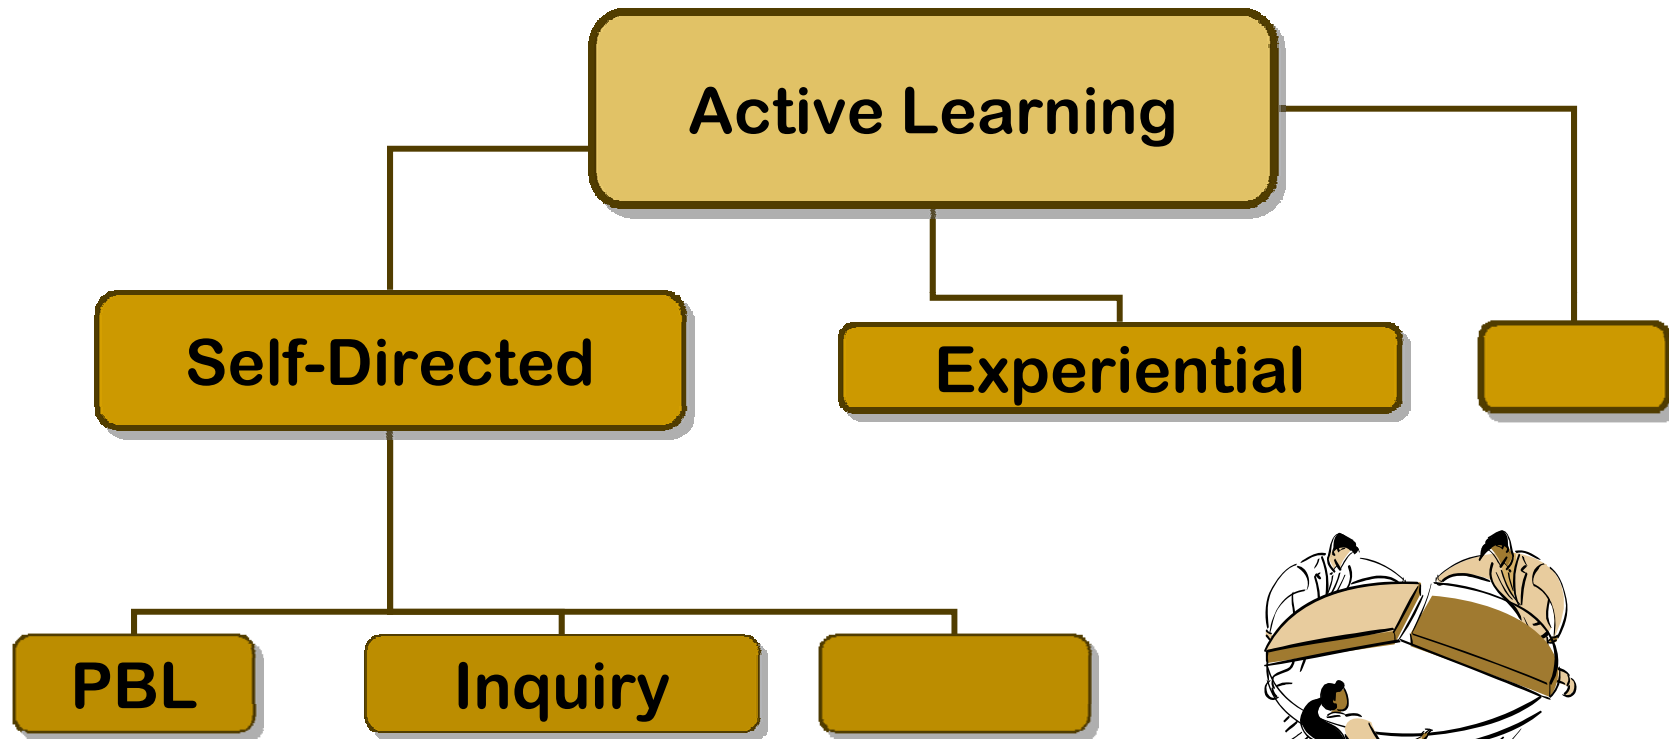 Active Learning
Self-Directed
Experiential
PBL
Inquiry